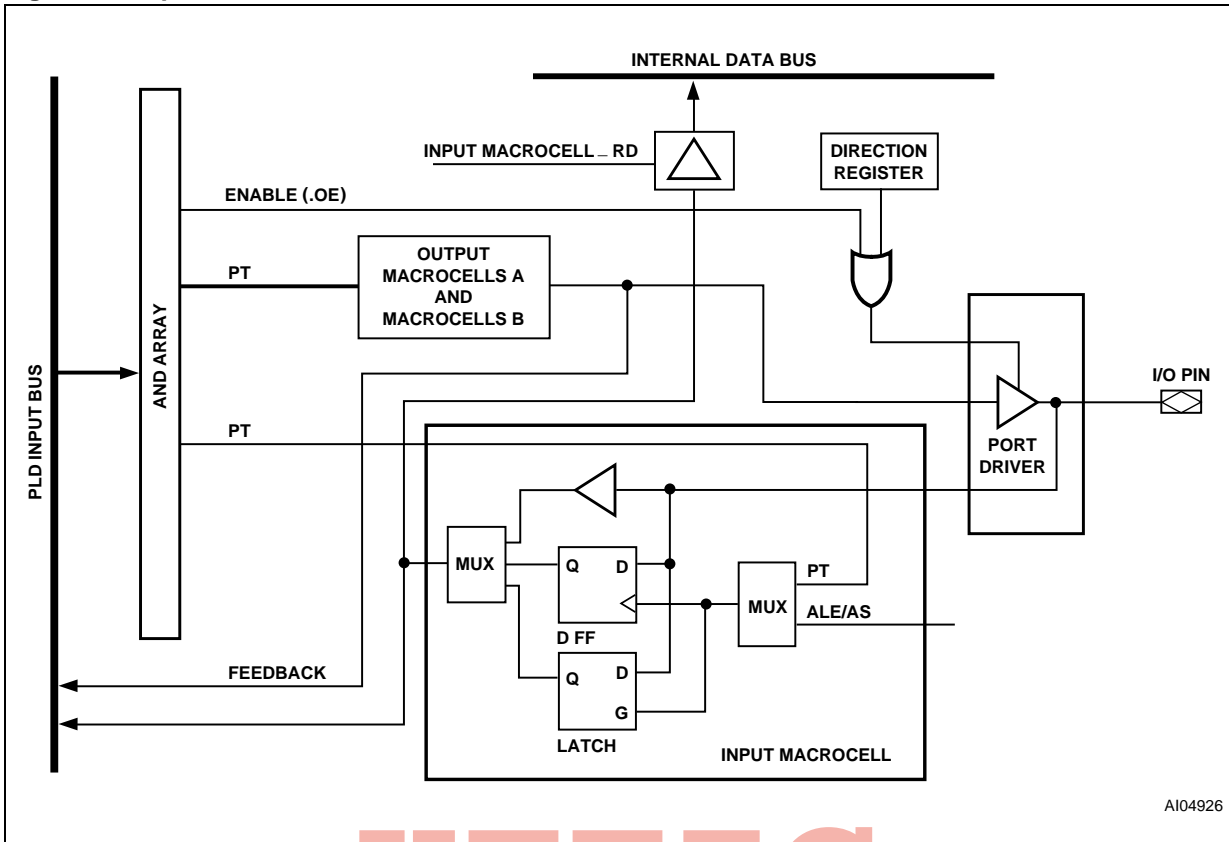 INTERNAL DATA BUS
INPUT MACROCELL _ RD
DIRECTION
REGISTER
ENABLE (.OE)
PT
OUTPUT
MACROCELLS A
AND
MACROCELLS B
PLD INPUT BUS
AND ARRAY
I/O PIN
PORT
DRIVER
PT
MUX
Q
D
D FF
MUX
PT
ALE/AS
Q
D
G
LATCH
FEEDBACK
INPUT MACROCELL
AI04926